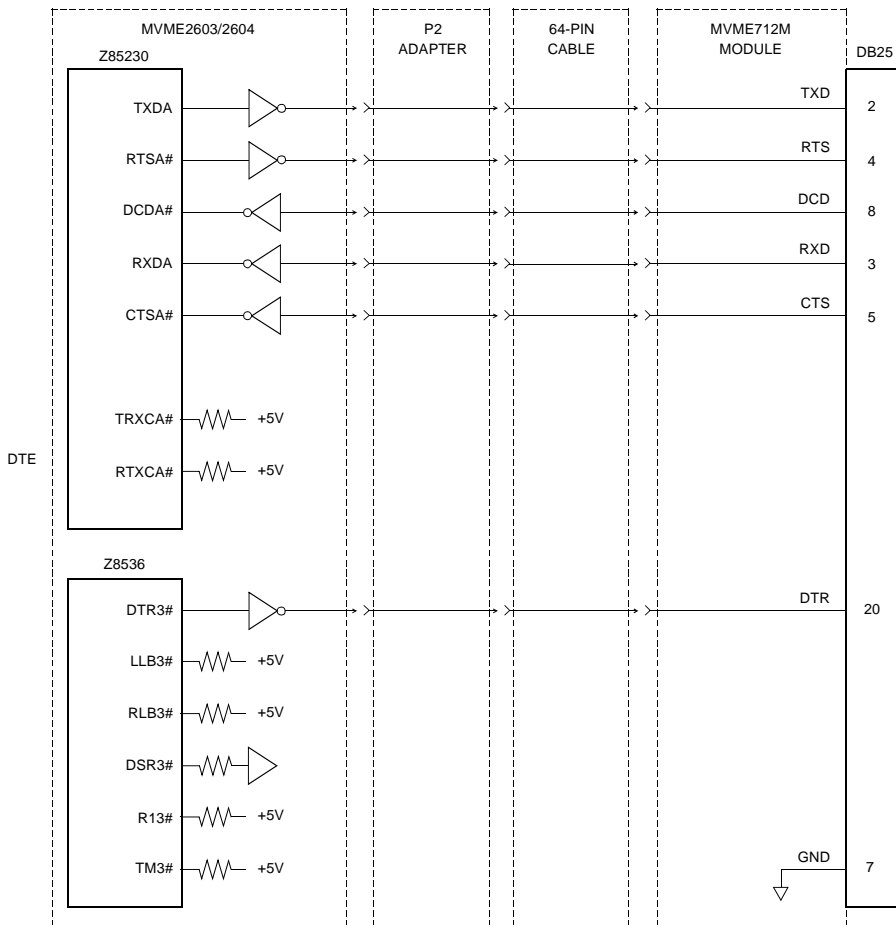 MVME2603/2604
P2
ADAPTER
64-PIN
CABLE
MVME712M
MODULE
Z85230
DB25
TXDA
TXD
2
RTSA#
RTS
4
DCDA#
DCD
8
RXDA
RXD
3
CTSA#
CTS
5
TRXCA#
+5V
DTE
RTXCA#
+5V
Z8536
DTR3#
DTR
20
LLB3#
+5V
RLB3#
+5V
DSR3#
R13#
+5V
TM3#
+5V
GND
7